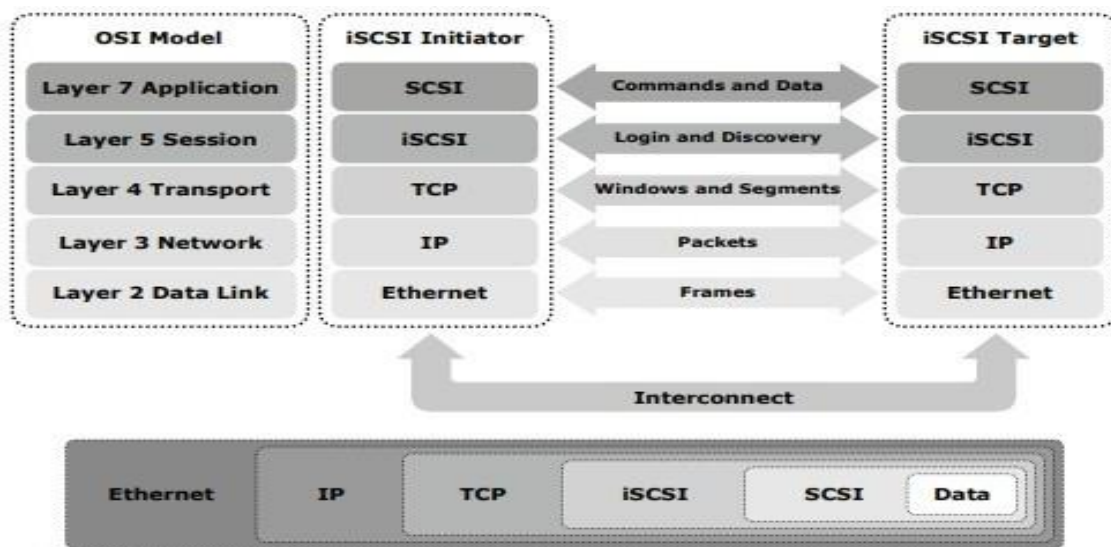 OSI Model iSCSI Initiator iSCSI Target
Layer 7 Application SCSI Commands and Data SCSI
Layer 5 Session iSCSI Login and Discovery iSCSI
Layer 4 Transport TCP Windows and Segments TCP
Layer 3 Network IP Packets IP
Layer 2 Data Link Ethernet Frames Ethernet
Interconnect
Ethernet IP TCP iSCSI SCSI Data